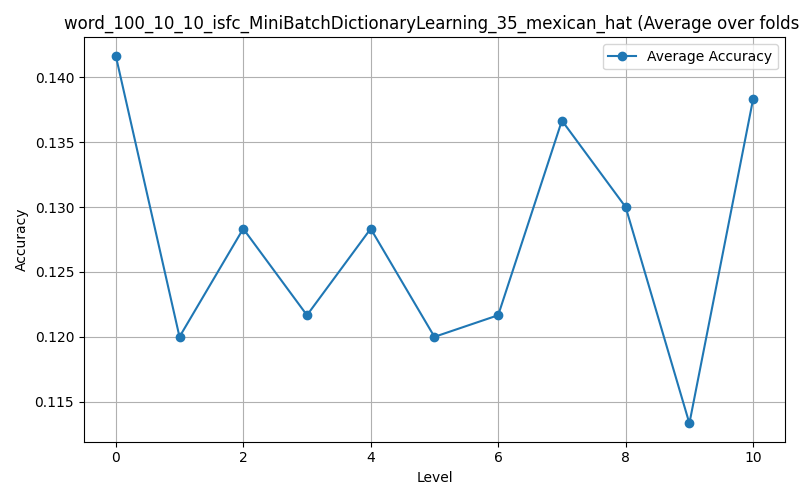 word_100_10_10_isfc_MiniBatchDictionaryLearning_35_mexican_hat (Average over folds
Average Accuracy
0.140
0.135
0.130
0.125
0.120
0.115
Accuracy
0 2 4 6 8 10
Level